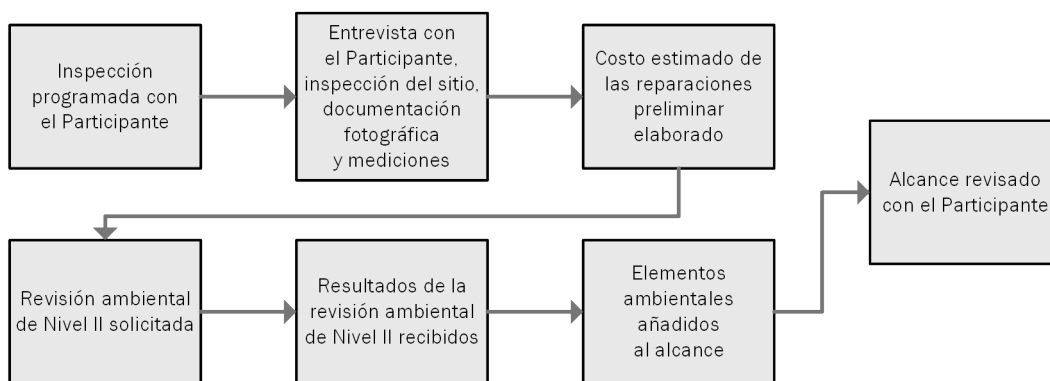 Inspección
programada con
el Participante
Entrevista con
el Participante,
inspección del sitio,
documentación
fotográfica
y mediciones
Costo estimado de
las reparaciones
preliminar
elaborado
Revisión ambiental
de Nivel II solicitada
Resultados de la
revisión ambiental
de Nivel II recibidos
Elementos
ambientales
añadidos
al alcance
Alcance revisado
con el Participante